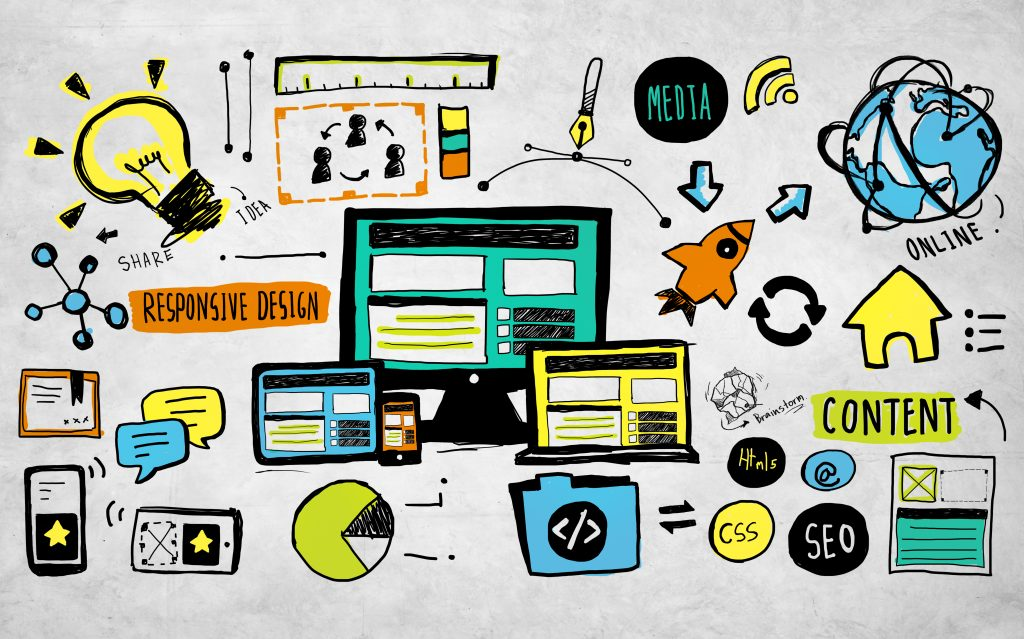 MEDIA
IDEA
SHARE
ONLINE
RESPONSIVE DESIGN
Brainstorm
CONTENT
Html5
@
</>
CSS
SEO
x x x